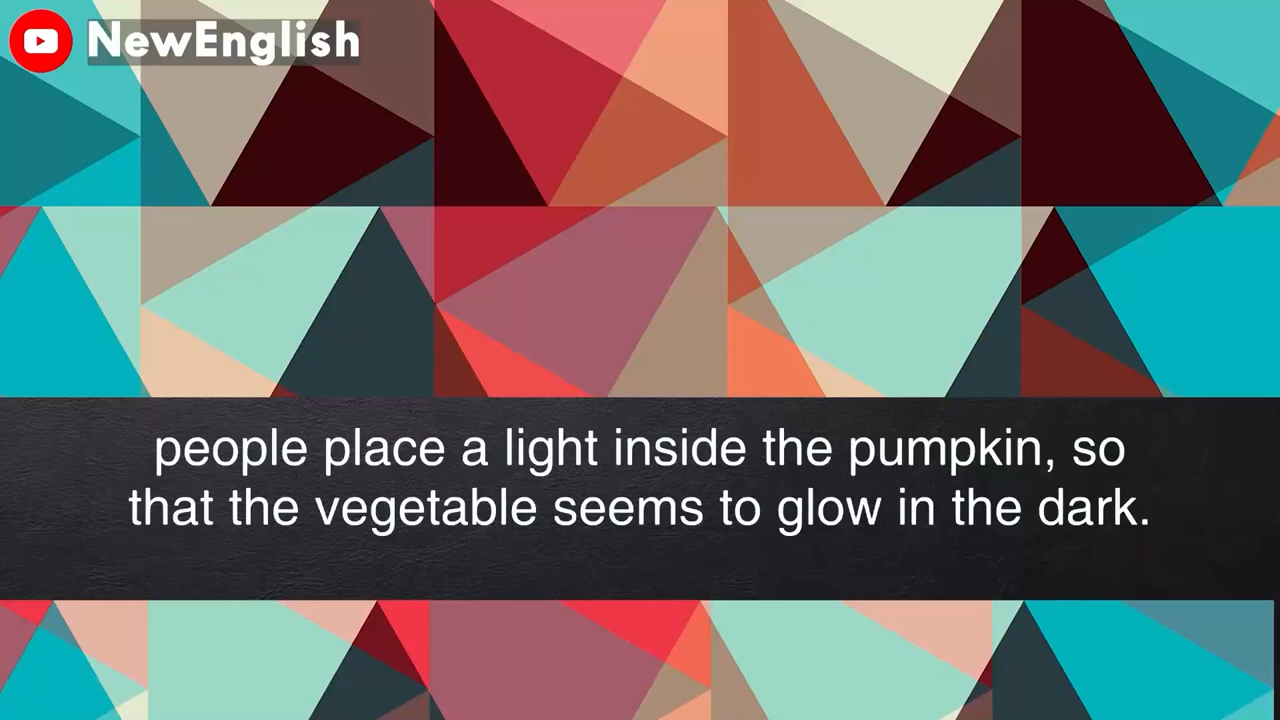 NewEnglish
people place a light inside the pumpkin, so
that the vegetable seems to glow in the dark.